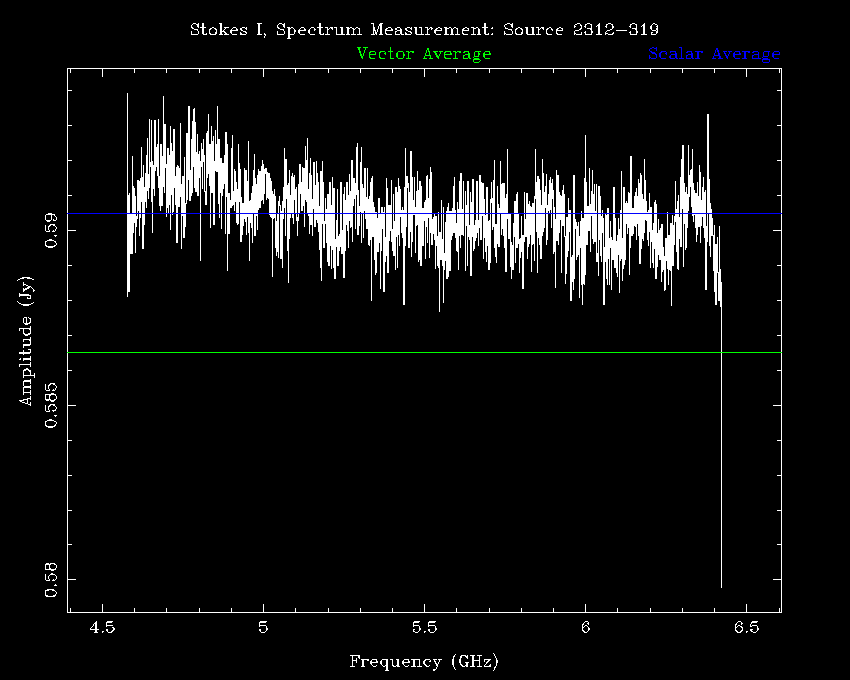 Stokes I, Spectrum Measurement: Source 2312−319
Vector Average Scalar Average
Amplitude (Jy)
0.59
0.585
0.58
4.5 5 5.5 6 6.5
Frequency (GHz)